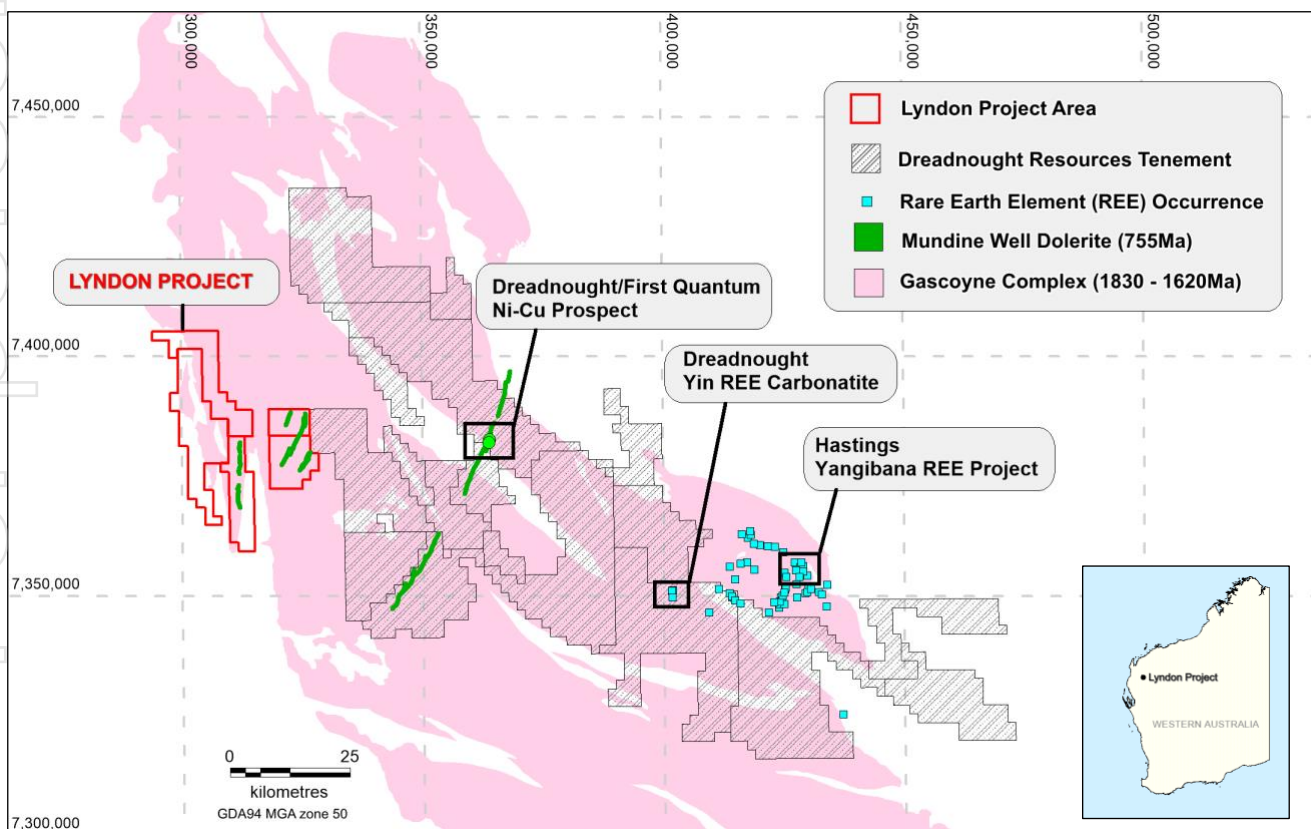 300,000
350,000
400,000
450,000
500,000
7,450,000
7,400,000
7,350,000
7,300,000
Lyndon Project Area
Dreadnought Resources Tenement
Rare Earth Element (REE) Occurrence
Mundine Well Dolerite (755Ma)
Gascoyne Complex (1830 - 1620Ma)
LYNDON PROJECT
Dreadnought/First Quantum
Ni-Cu Prospect
Dreadnought
Yin REE Carbonatite
Hastings
Yangibana REE Project
0 25
kilometres
GDA94 MGA zone 50
Lyndon Project
WESTERN AUSTRALIA